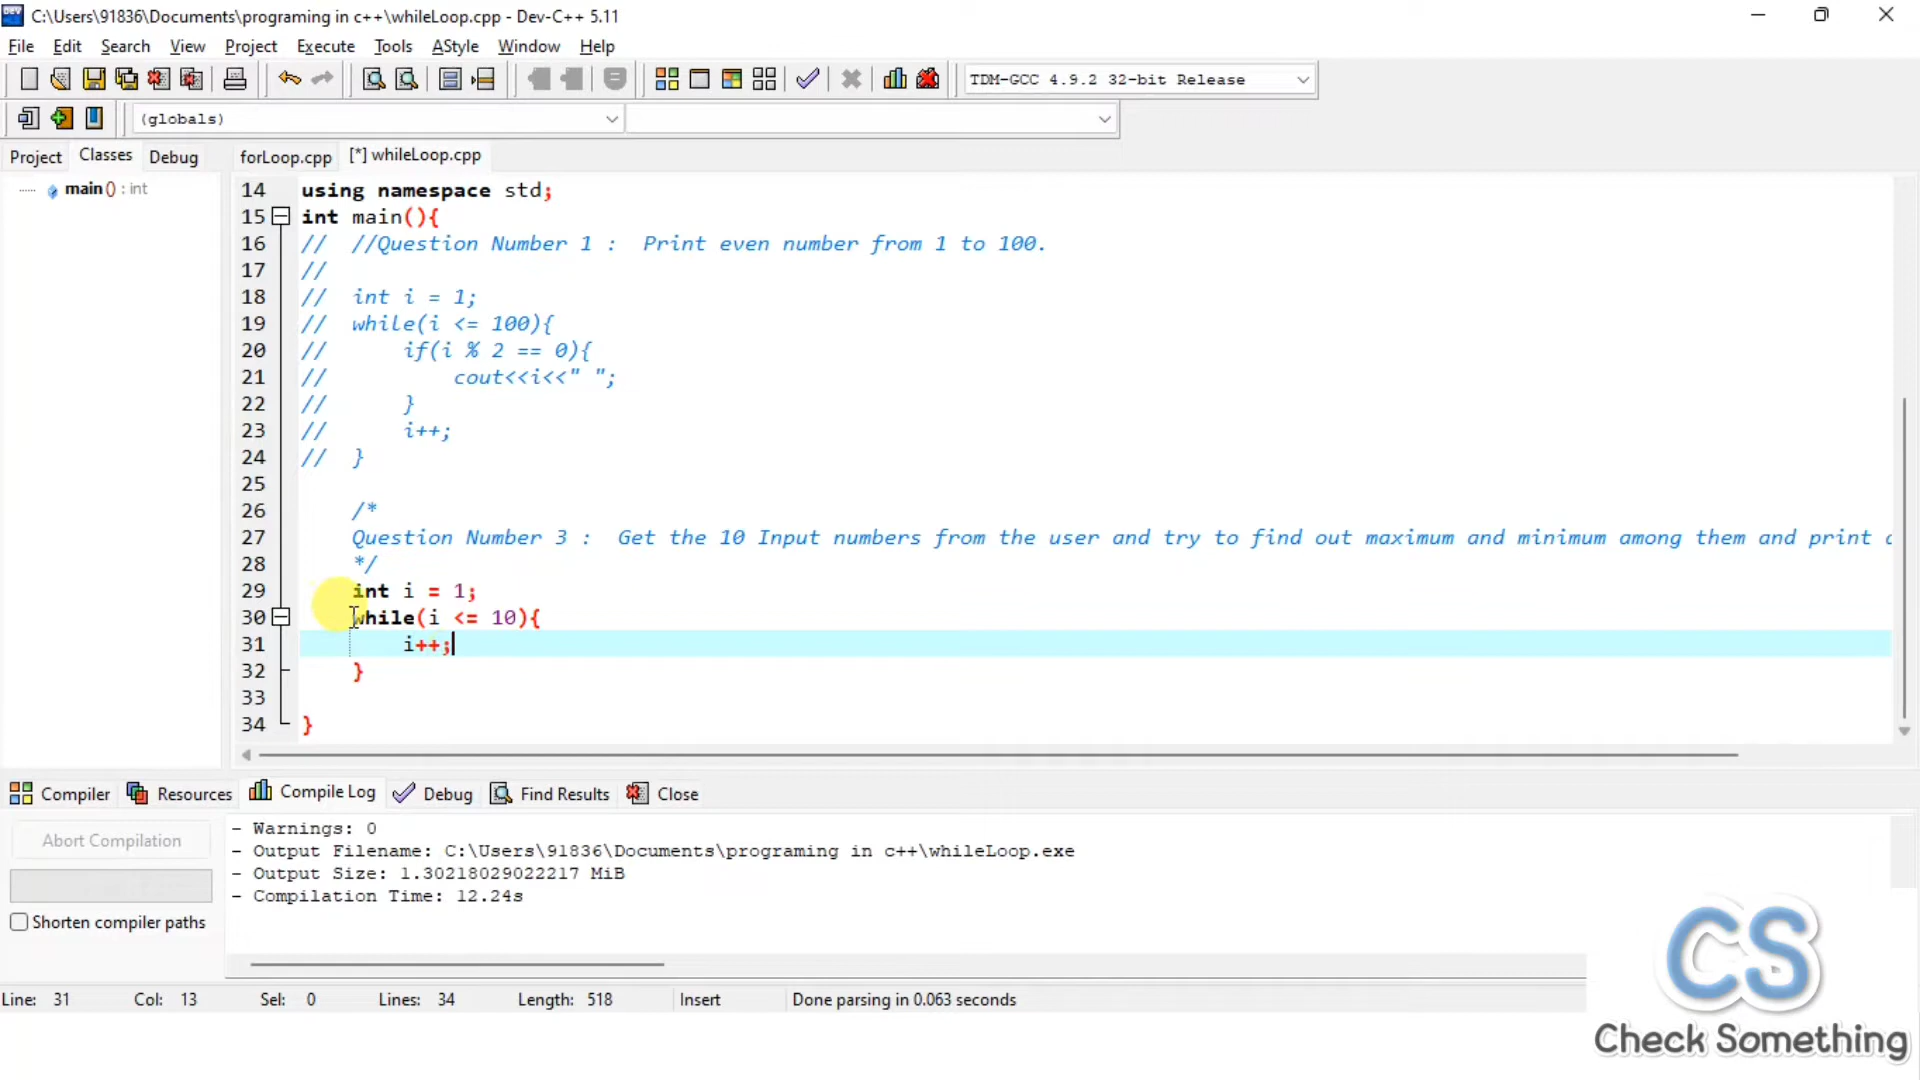 C:\Users\91836\Documents\programing in c++\whileLoop.cpp - Dev-C++ 5.11
File Edit Search View Project Execute Tools AStyle Window Help
TDM-GCC 4.9.2 32-bit Release
(globals)
Project Classes Debug forLoop.cpp [*] whileLoop.cpp
main () : int
14 using namespace std;
15 int main(){
16 // //Question Number 1 : Print even number from 1 to 100.
17 //
18 // int i = 1;
19 // while(i <= 100){
20 // if(i % 2 == 0){
21 // cout<<i<<" ";
22 // }
23 // i++;
24 // }
25
26 /*
27 Question Number 3 : Get the 10 Input numbers from the user and try to find out maximum and minimum among them and print
28 */
29 int i = 1;
30 while(i <= 10){
31 i++;
32 }
33
34 }
Compiler Resources Compile Log Debug Find Results Close
Abort Compilation
Shorten compiler paths
- Warnings: 0
- Output Filename: C:\Users\91836\Documents\programing in c++\whileLoop.exe
- Output Size: 1.30218029022217 MiB
- Compilation Time: 12.24s
Line: 31 Col: 13 Sel: 0 Lines: 34 Length: 518 Insert Done parsing in 0.063 seconds
CS
Check Something